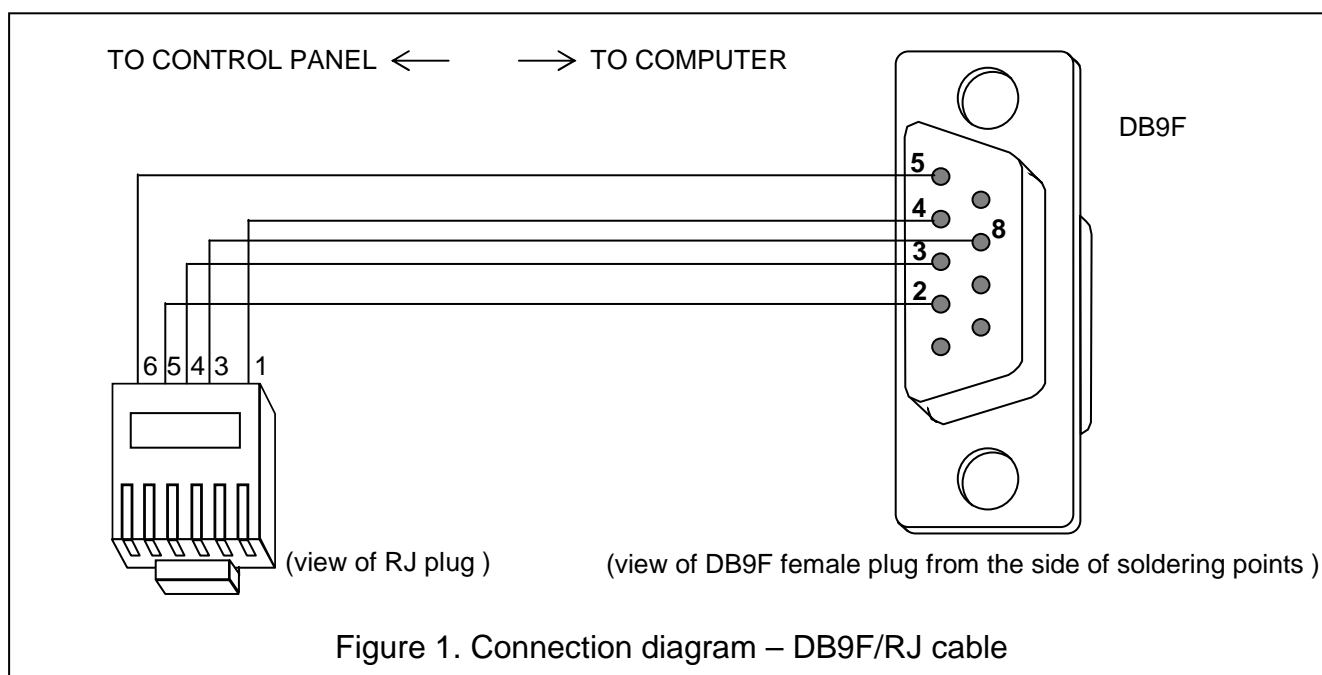 TO CONTROL PANEL ← → TO COMPUTER
DB9F
5
4
8
3
2
6 5 4 3 1
(view of RJ plug )
(view of DB9F female plug from the side of soldering points )
Figure 1. Connection diagram – DB9F/RJ cable